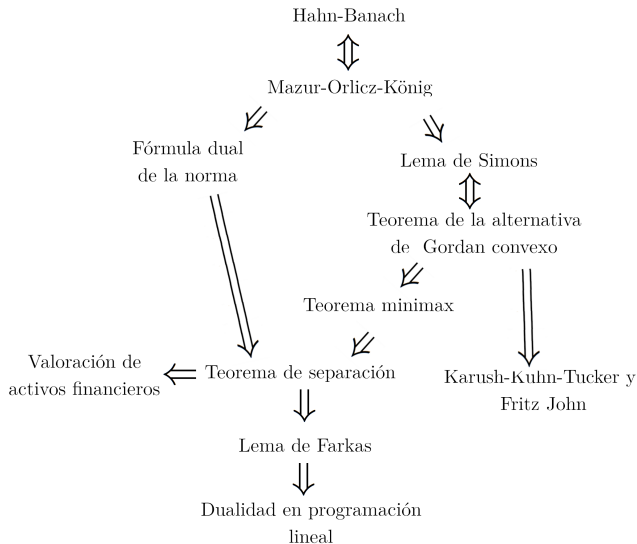 Hahn-Banach
Mazur-Orlicz-König
Fórmula dual
de la norma
Lema de Simons
Teorema de la alternativa
de Gordan convexo
Teorema minimax
Valoración de
activos financieros
Teorema de separación
Karush-Kuhn-Tucker y
Fritz John
Lema de Farkas
Dualidad en programación
lineal